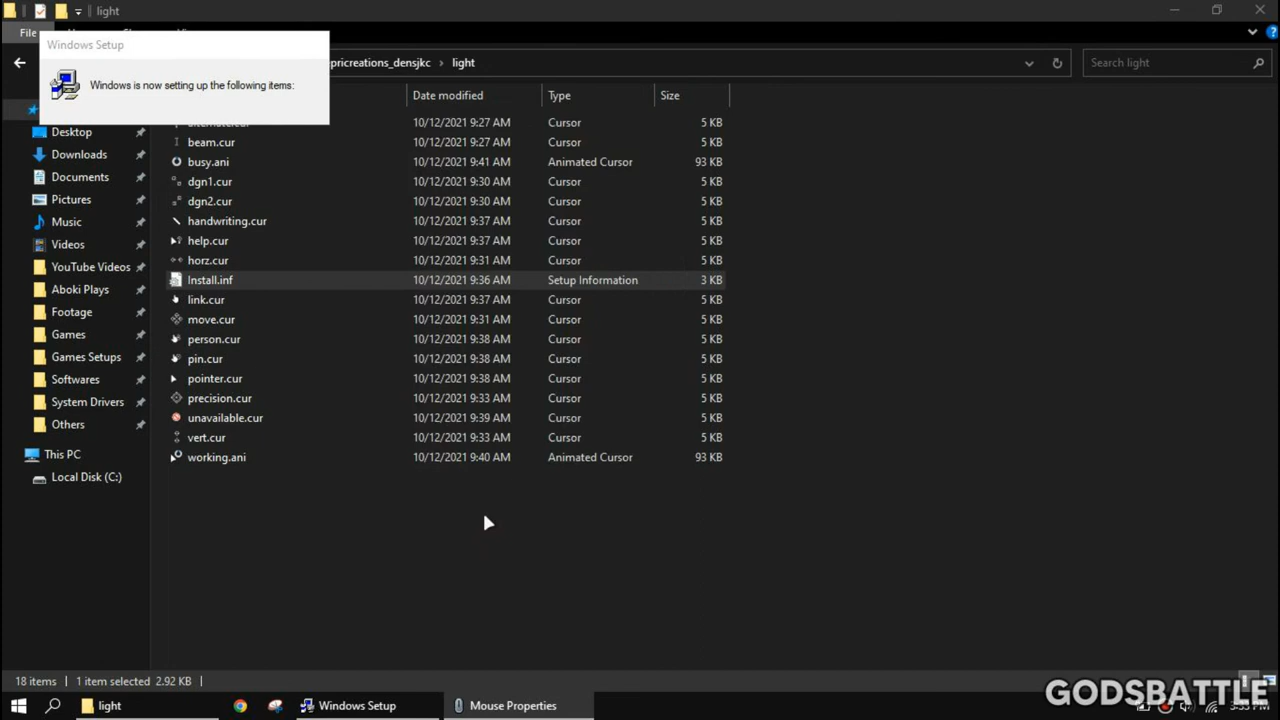 light
File
Windows Setup
Windows is now setting up the following items:
pricreations_densjkc > light
Search light
Date modified Type Size
10/12/2021 9:27 AM Cursor 5 KB
beam.cur 10/12/2021 9:27 AM Cursor 5 KB
busy.ani 10/12/2021 9:41 AM Animated Cursor 93 KB
dgn1.cur 10/12/2021 9:30 AM Cursor 5 KB
dgn2.cur 10/12/2021 9:30 AM Cursor 5 KB
handwriting.cur 10/12/2021 9:37 AM Cursor 5 KB
help.cur 10/12/2021 9:37 AM Cursor 5 KB
horz.cur 10/12/2021 9:31 AM Cursor 5 KB
Install.inf 10/12/2021 9:36 AM Setup Information 3 KB
link.cur 10/12/2021 9:37 AM Cursor 5 KB
move.cur 10/12/2021 9:31 AM Cursor 5 KB
person.cur 10/12/2021 9:38 AM Cursor 5 KB
pin.cur 10/12/2021 9:38 AM Cursor 5 KB
pointer.cur 10/12/2021 9:38 AM Cursor 5 KB
precision.cur 10/12/2021 9:33 AM Cursor 5 KB
unavailable.cur 10/12/2021 9:39 AM Cursor 5 KB
vert.cur 10/12/2021 9:33 AM Cursor 5 KB
working.ani 10/12/2021 9:40 AM Animated Cursor 93 KB
Desktop
Downloads
Documents
Pictures
Music
Videos
YouTube Videos
Aboki Plays
Footage
Games
Games Setups
Softwares
System Drivers
Others
This PC
Local Disk (C:)
18 items 1 item selected 2.92 KB
light
Windows Setup
Mouse Properties
GODSBATTLE